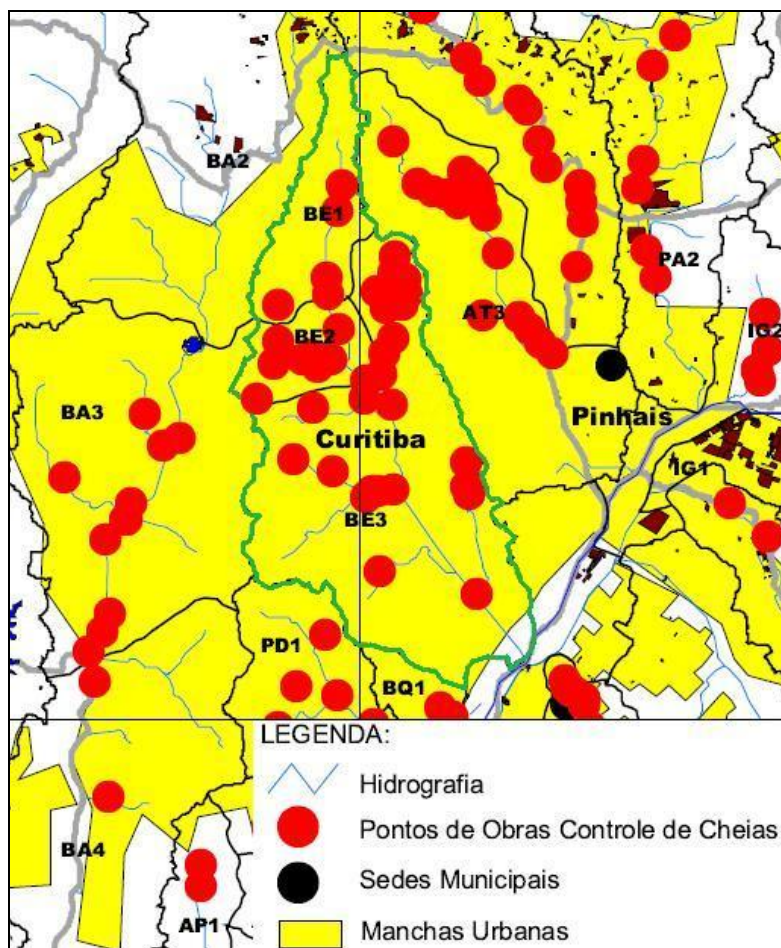 BA2
BE1
PA2
BE2
AT3
IG2
BA3
Pinhais
Curitiba
IG1
BE3
PD1
BQ1
LEGENDA:
Hidrografia
Pontos de Obras Controle de Cheias
BA4
Sedes Municipais
AP1
Manchas Urbanas